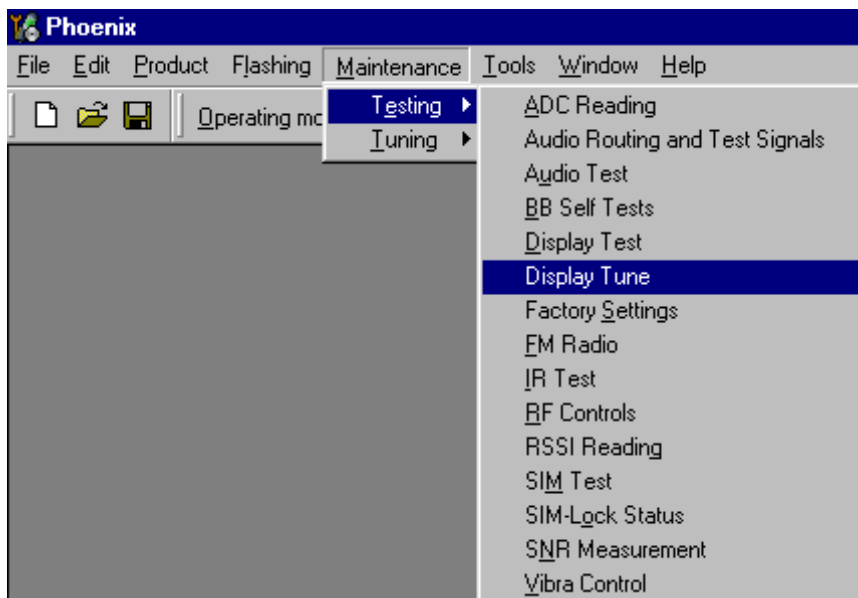 Phoenix
File Edit Product Flashing Maintenance Tools Window Help
Operating mo
Testing
Tuning
ADC Reading
Audio Routing and Test Signals
Audio Test
BB Self Tests
Display Test
Display Tune
Factory Settings
FM Radio
IR Test
RF Controls
RSSI Reading
SIM Test
SIM-Lock Status
SNR Measurement
Vibra Control